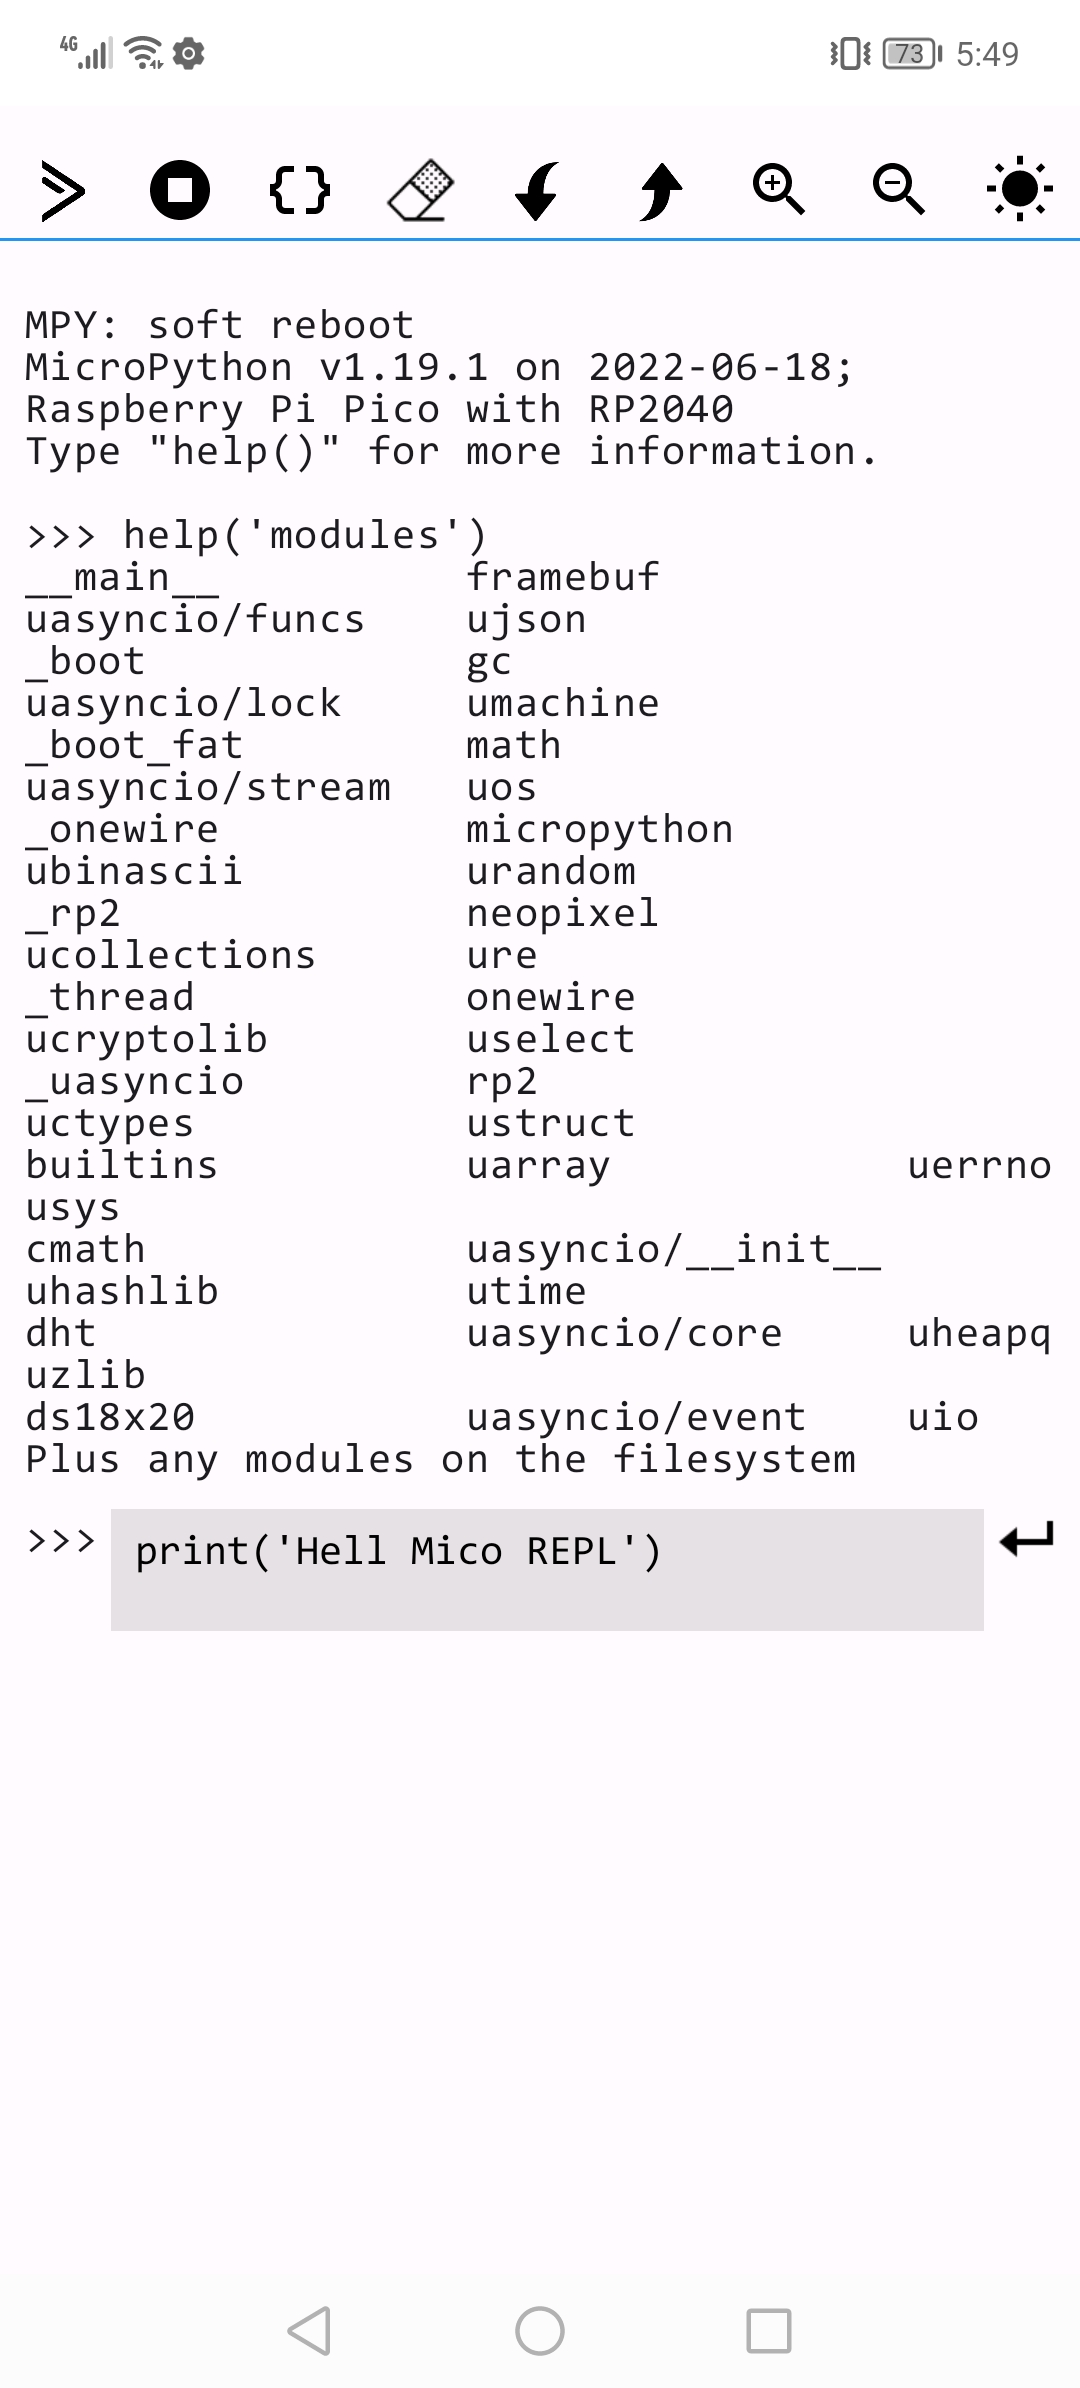 4G 73 5:49
MPY: soft reboot
MicroPython v1.19.1 on 2022-06-18;
Raspberry Pi Pico with RP2040
Type "help()" for more information.
>>> help('modules')
__main__ framebuf
uasyncio/funcs ujson
_boot gc
uasyncio/lock umachine
_boot_fat math
uasyncio/stream uos
_onewire micropython
ubinascii urandom
_rp2 neopixel
ucollections ure
_thread onewire
ucryptolib uselect
_uasyncio rp2
uctypes ustruct
builtins uarray uerrno
usys
cmath uasyncio/__init__
uhashlib utime
dht uasyncio/core uheapq
uzlib
ds18x20 uasyncio/event uio
Plus any modules on the filesystem
>>> print('Hell Mico REPL')